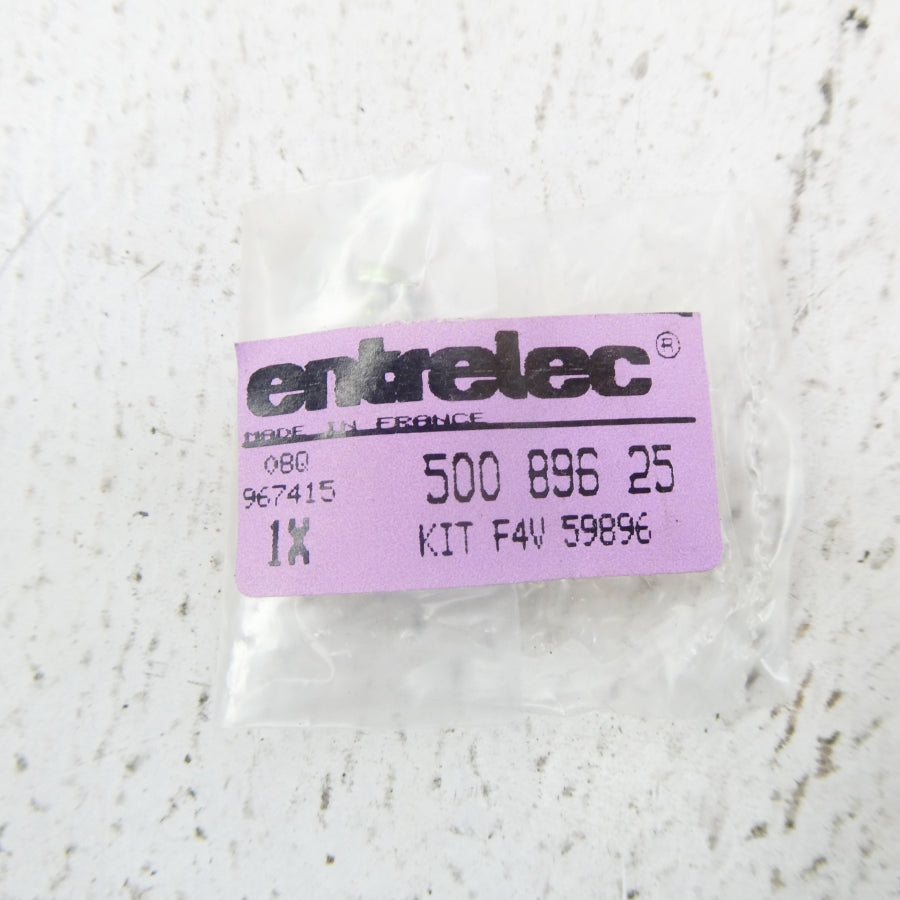 entrelec®
MADE IN FRANCE
08Q
967415
1X
500 896 25
KIT F4V 59896